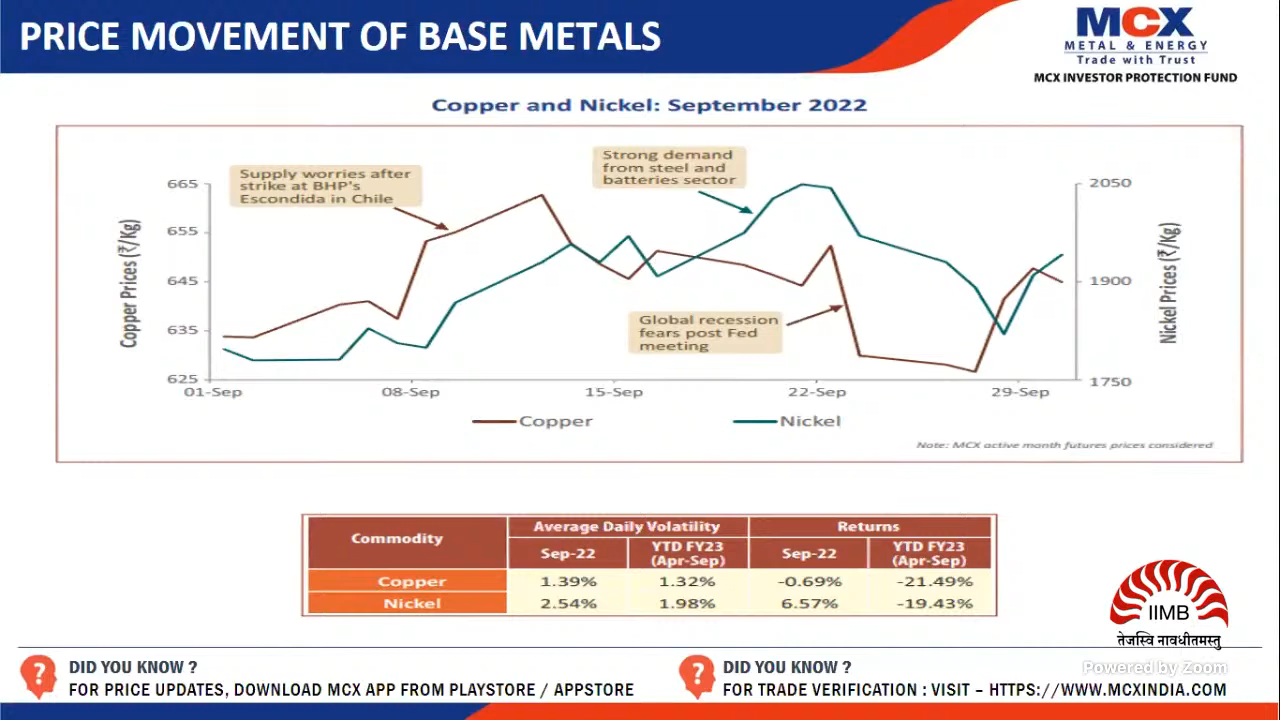 PRICE MOVEMENT OF BASE METALS
MCX
METAL & ENERGY
Trade with Trust
MCX INVESTOR PROTECTION FUND
Copper and Nickel: September 2022
Supply worries after
strike at BHP's
Escondida in Chile
Strong demand
from steel and
batteries sector
Global recession
fears post Fed
meeting
Copper Prices (₹/Kg)
665
655
645
635
625
Nickel Prices (₹/Kg)
2050
1900
1750
01-Sep 08-Sep 15-Sep 22-Sep 29-Sep
Copper Nickel
Note: MCX active month futures prices considered
Commodity Average Daily Volatility Returns
Sep-22 YTD FY23 (Apr-Sep) Sep-22 YTD FY23 (Apr-Sep)
Copper 1.39% 1.32% -0.69% -21.49%
Nickel 2.54% 1.98% 6.57% -19.43%
IIMB
तेजस्वि नावधीतमस्तु
Powered by Zoom
DID YOU KNOW ?
FOR PRICE UPDATES, DOWNLOAD MCX APP FROM PLAYSTORE / APPSTORE
DID YOU KNOW ?
FOR TRADE VERIFICATION : VISIT – HTTPS://WWW.MCXINDIA.COM